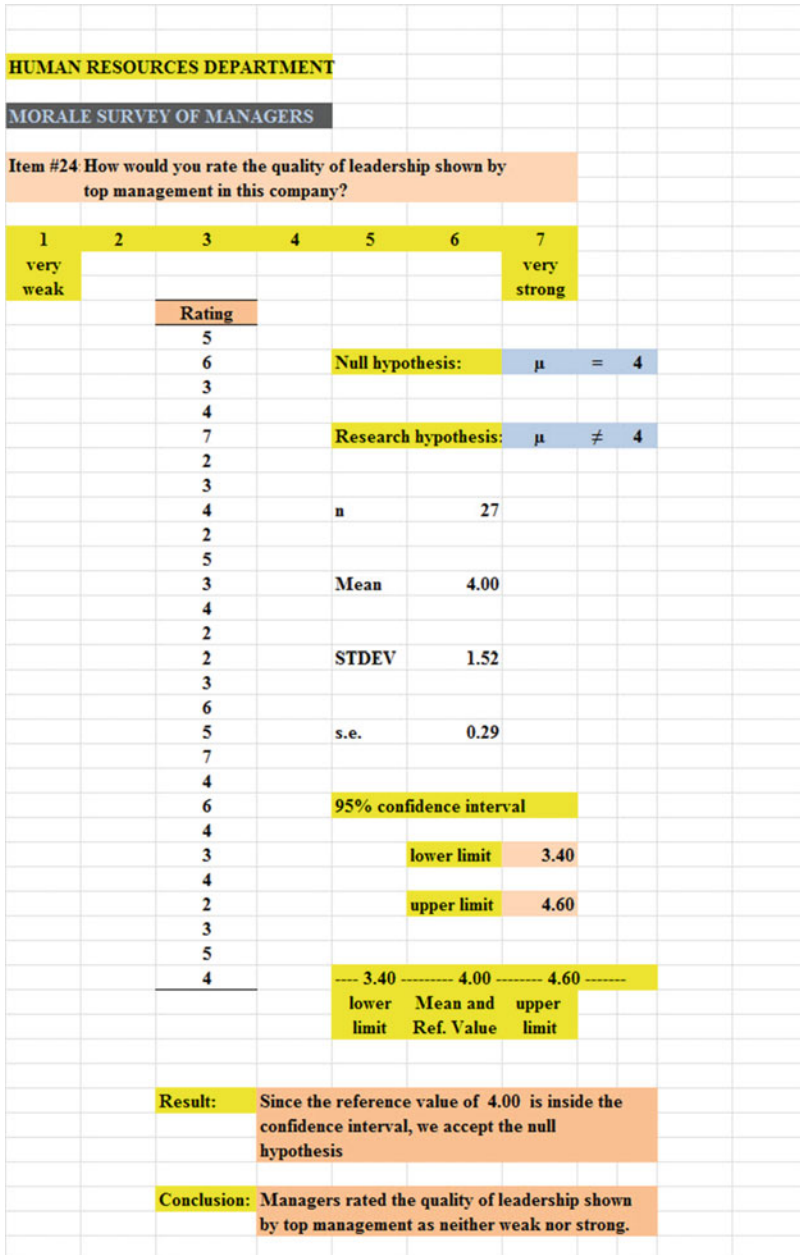 HUMAN RESOURCES DEPARTMENT
MORALE SURVEY OF MANAGERS
Item #24: How would you rate the quality of leadership shown by
top management in this company?
1 2 3 4 5 6 7
very very
weak strong
Rating
5
6 Null hypothesis: μ = 4
3
4
7 Research hypothesis: μ ≠ 4
2
3
4 n 27
2
5
3 Mean 4.00
4
2
2 STDEV 1.52
3
6
5 s.e. 0.29
7
4
6 95% confidence interval
4
3 lower limit 3.40
4
2 upper limit 4.60
3
5
4 ---- 3.40 --------- 4.00 -------- 4.60 -------
lower Mean and upper
limit Ref. Value limit
Result: Since the reference value of 4.00 is inside the
confidence interval, we accept the null
hypothesis
Conclusion: Managers rated the quality of leadership shown
by top management as neither weak nor strong.